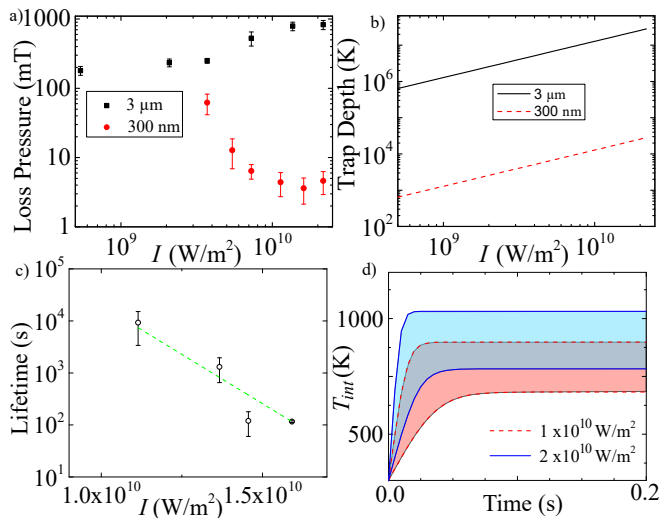 a)
Loss Pressure (mT)
1000
100
10
1
3 µm
300 nm
10⁹
10¹⁰
I (W/m²)
b)
Trap Depth (K)
10⁶
10⁴
10²
3 µm
300 nm
10⁹
10¹⁰
I (W/m²)
c)
Lifetime (s)
10⁵
10⁴
10³
10²
10¹
1.0x10¹⁰
1.5x10¹⁰
I (W/m²)
d)
T_int (K)
1000
500
1 x10¹⁰ W/m²
2 x10¹⁰ W/m²
0.0
0.1
0.2
Time (s)